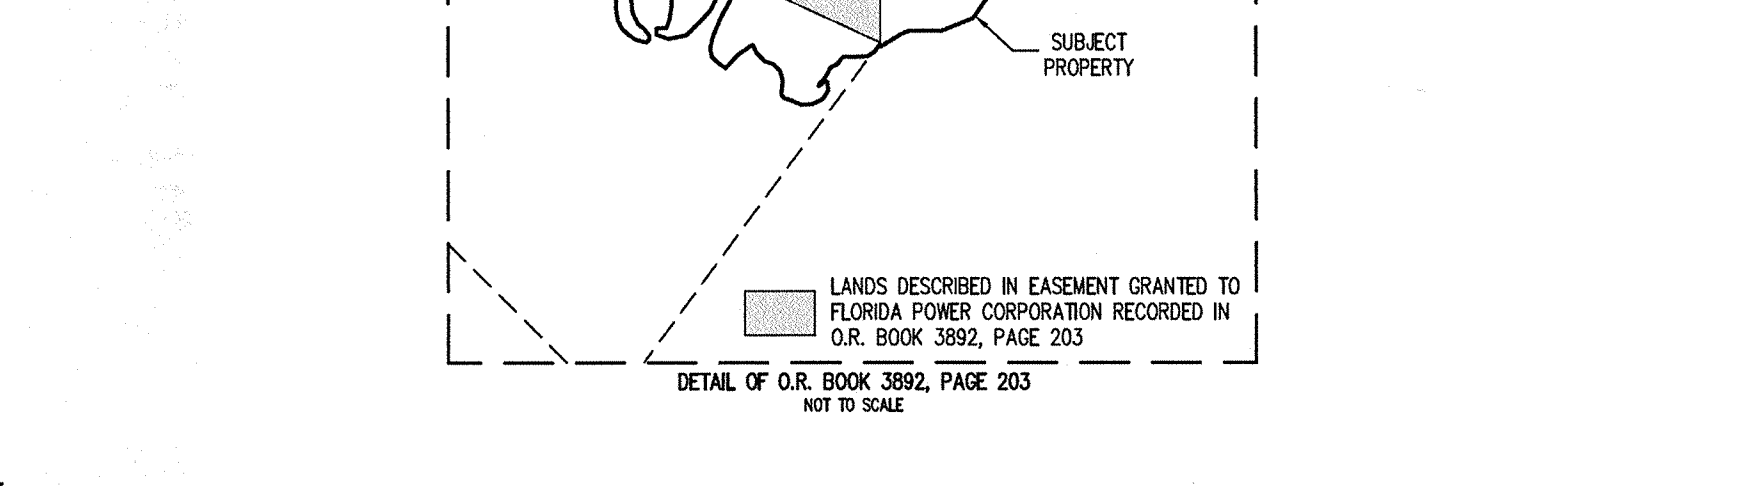 SUBJECT
PROPERTY
LANDS DESCRIBED IN EASEMENT GRANTED TO
FLORIDA POWER CORPORATION RECORDED IN
O.R. BOOK 3892, PAGE 203
DETAIL OF O.R. BOOK 3892, PAGE 203
NOT TO SCALE